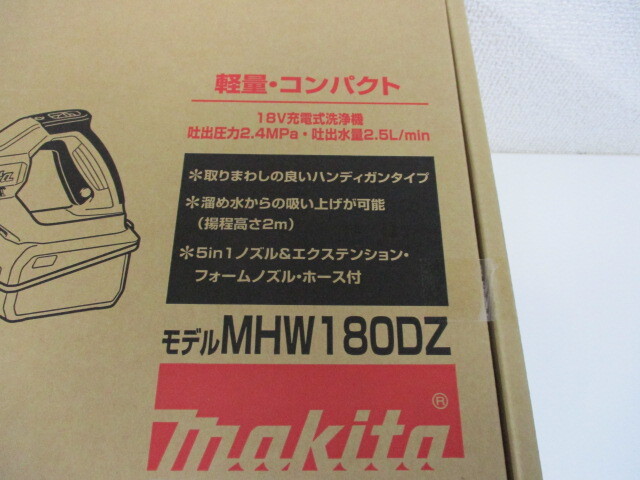 軽量・コンパクト
18V充電式洗浄機
吐出圧力2.4MPa・吐出水量2.5L/min
＊取りまわしの良いハンディガンタイプ
＊溜め水からの吸い上げが可能
（揚程高さ2m）
＊5in1ノズル&エクステンション・
フォームノズル・ホース付
モデルMHW180DZ
makita®